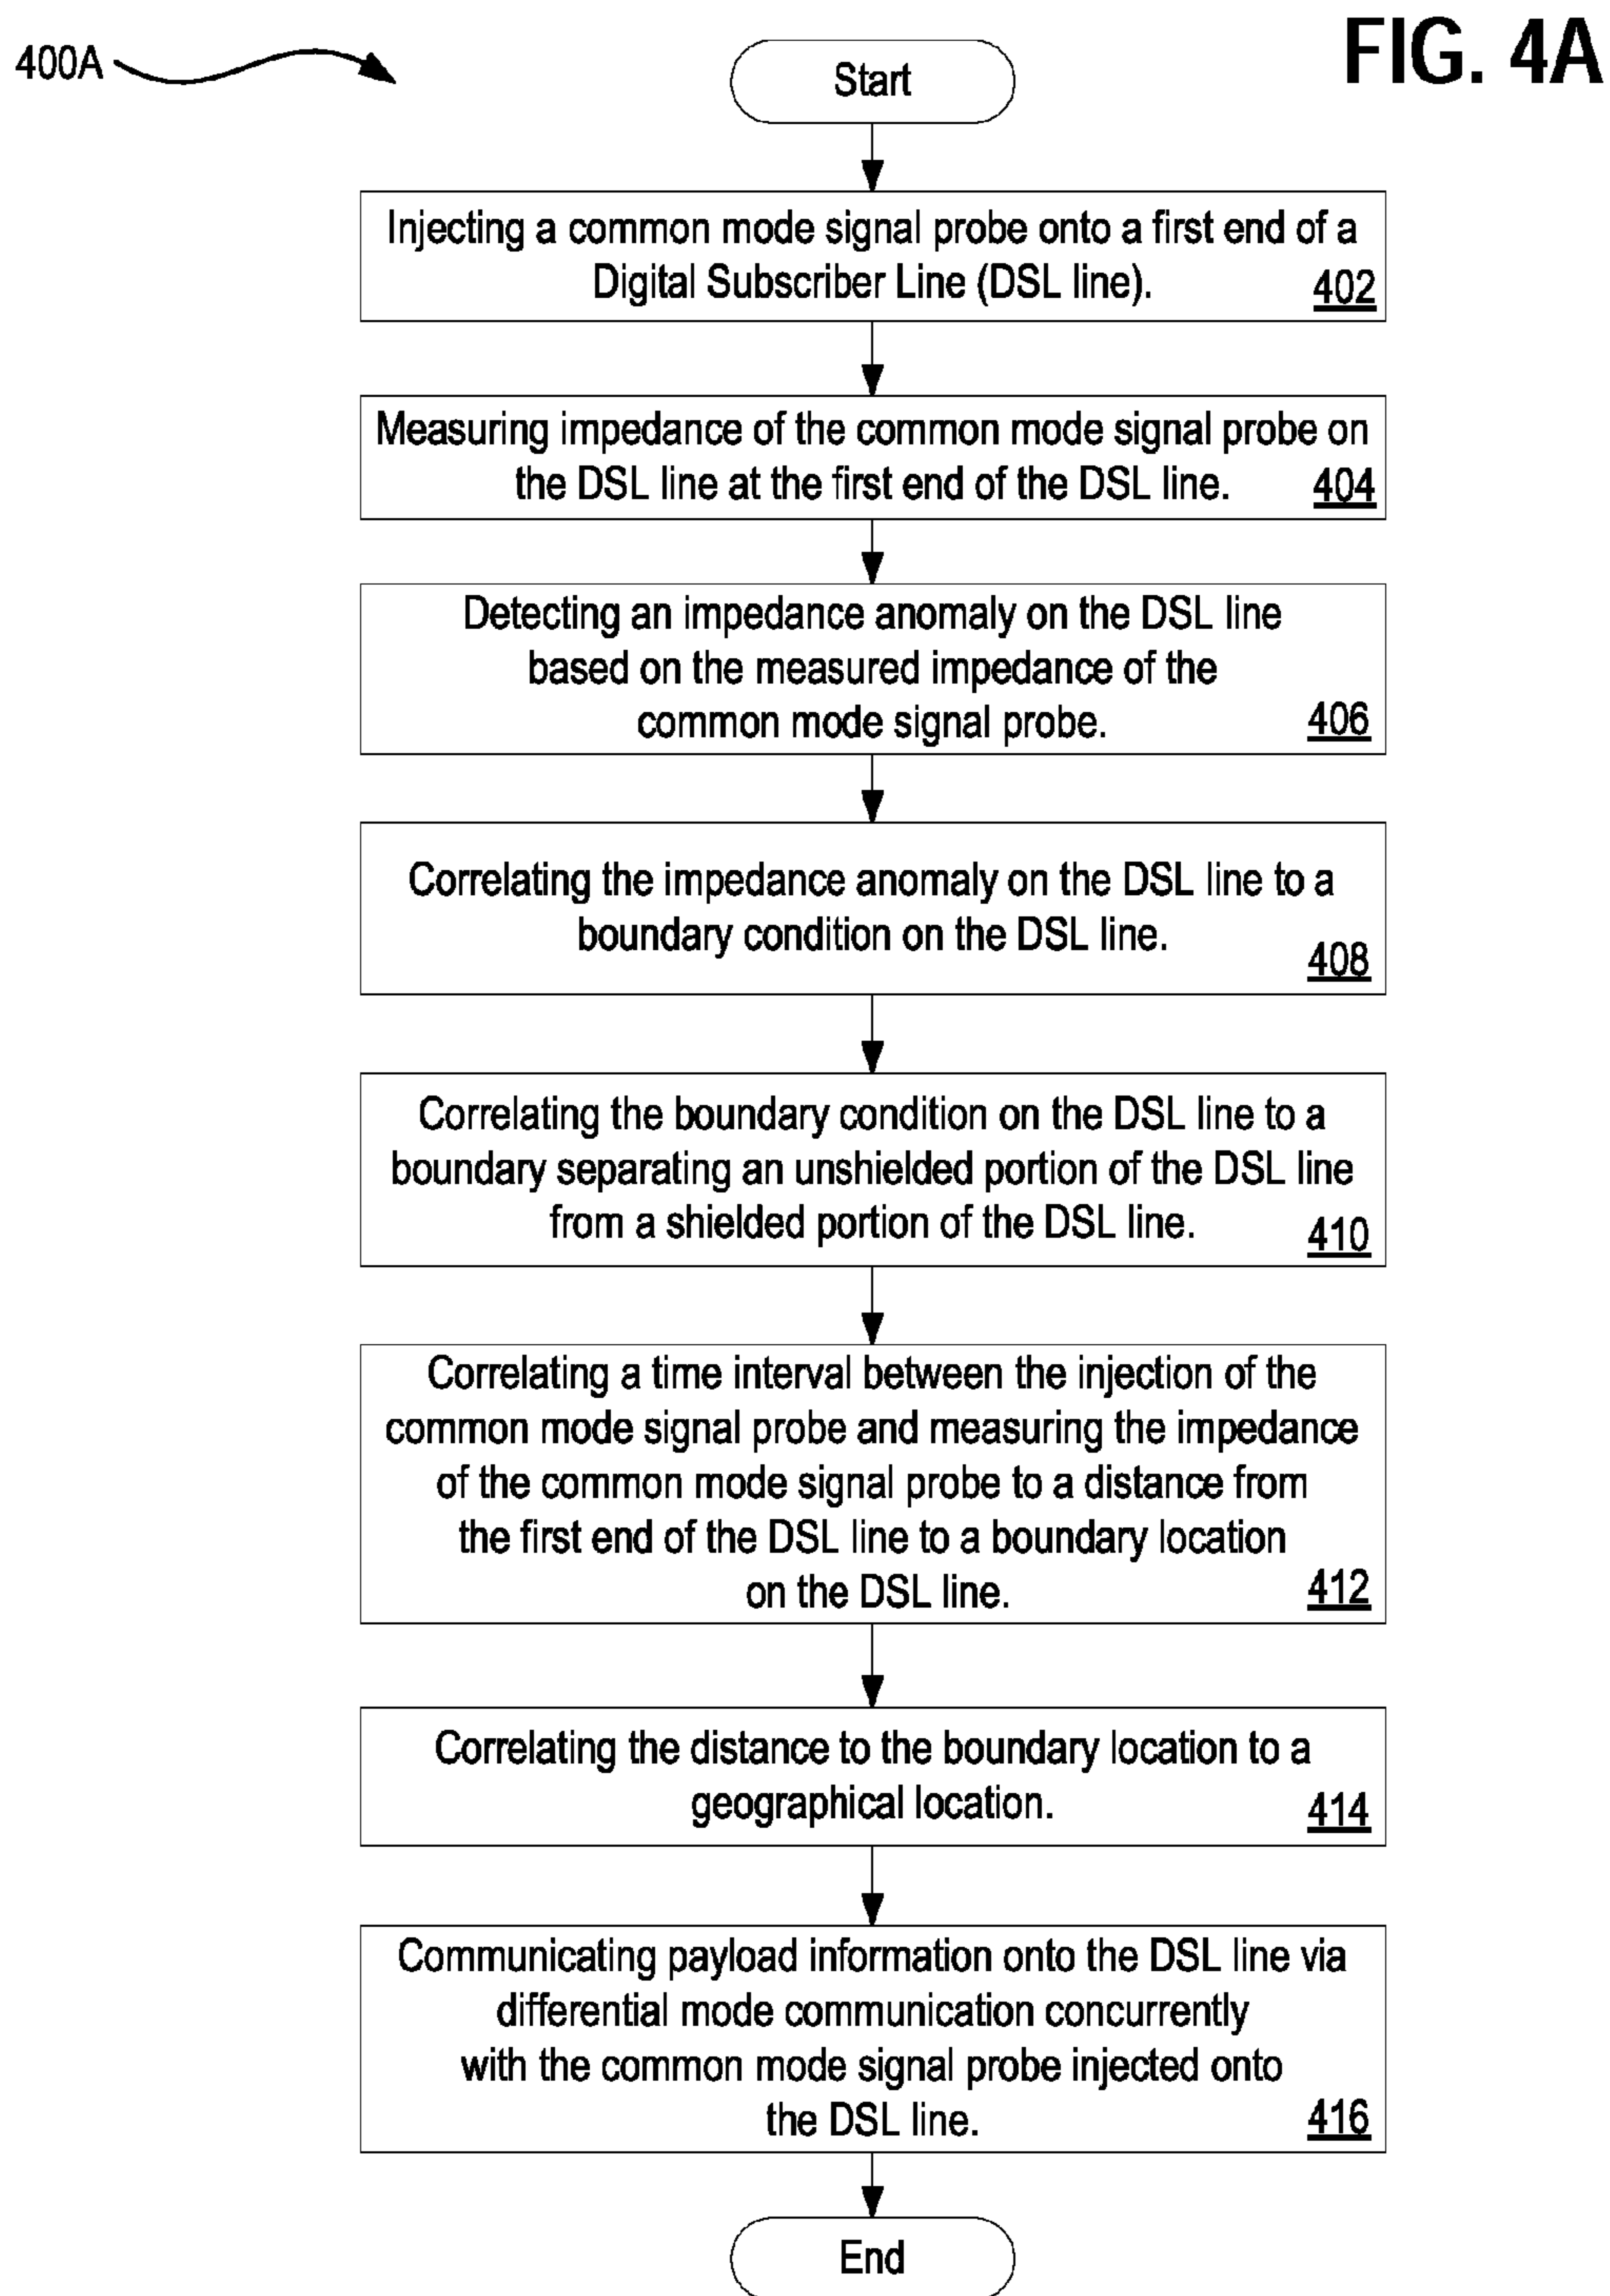 400A
FIG. 4A
Start
Injecting a common mode signal probe onto a first end of a
Digital Subscriber Line (DSL line).
402
Measuring impedance of the common mode signal probe on
the DSL line at the first end of the DSL line.
404
Detecting an impedance anomaly on the DSL line
based on the measured impedance of the
common mode signal probe.
406
Correlating the impedance anomaly on the DSL line to a
boundary condition on the DSL line.
408
Correlating the boundary condition on the DSL line to a
boundary separating an unshielded portion of the DSL line
from a shielded portion of the DSL line.
410
Correlating a time interval between the injection of the
common mode signal probe and measuring the impedance
of the common mode signal probe to a distance from
the first end of the DSL line to a boundary location
on the DSL line.
412
Correlating the distance to the boundary location to a
geographical location.
414
Communicating payload information onto the DSL line via
differential mode communication concurrently
with the common mode signal probe injected onto
the DSL line.
416
End